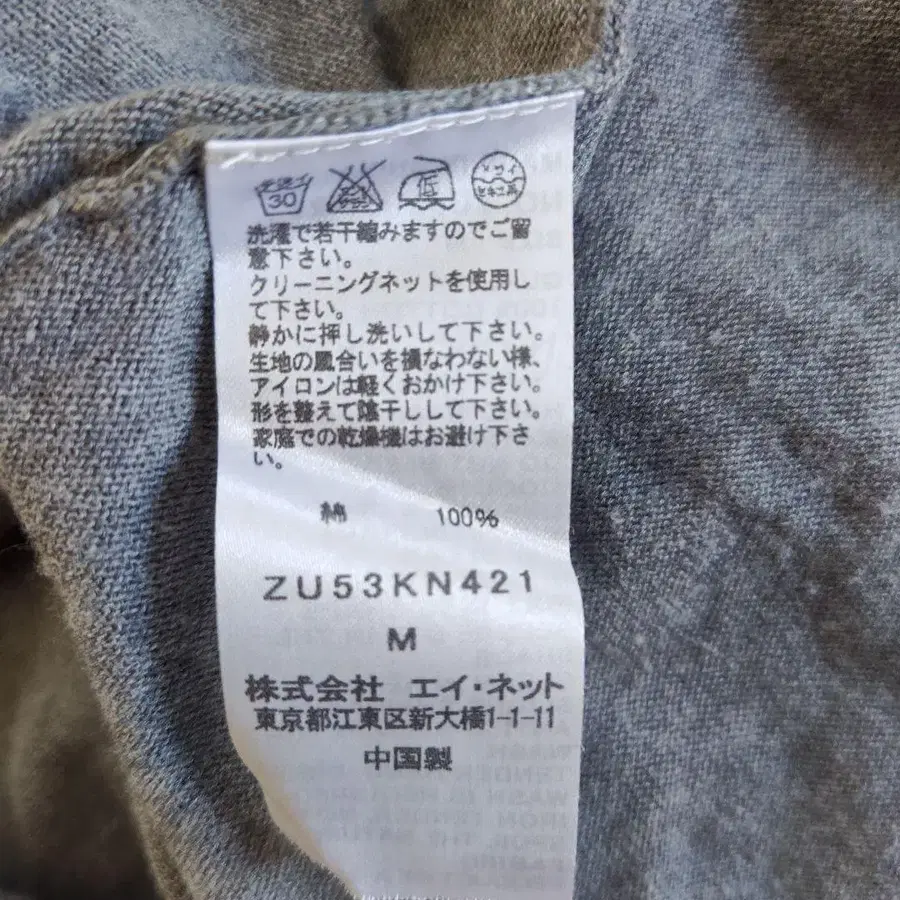 30 低
洗濯で若干縮みますのでご留
意下さい。
クリーニングネットを使用し
て下さい。
静かに押し洗いして下さい。
生地の風合いを損なわない様、
アイロンは軽くおかけ下さい。
形を整えて陰干しして下さい。
家庭での乾燥機はお避け下さ
い。
綿 100%
ZU53KN421
M
株式会社 エイ・ネット
東京都江東区新大橋1-1-11
中国製